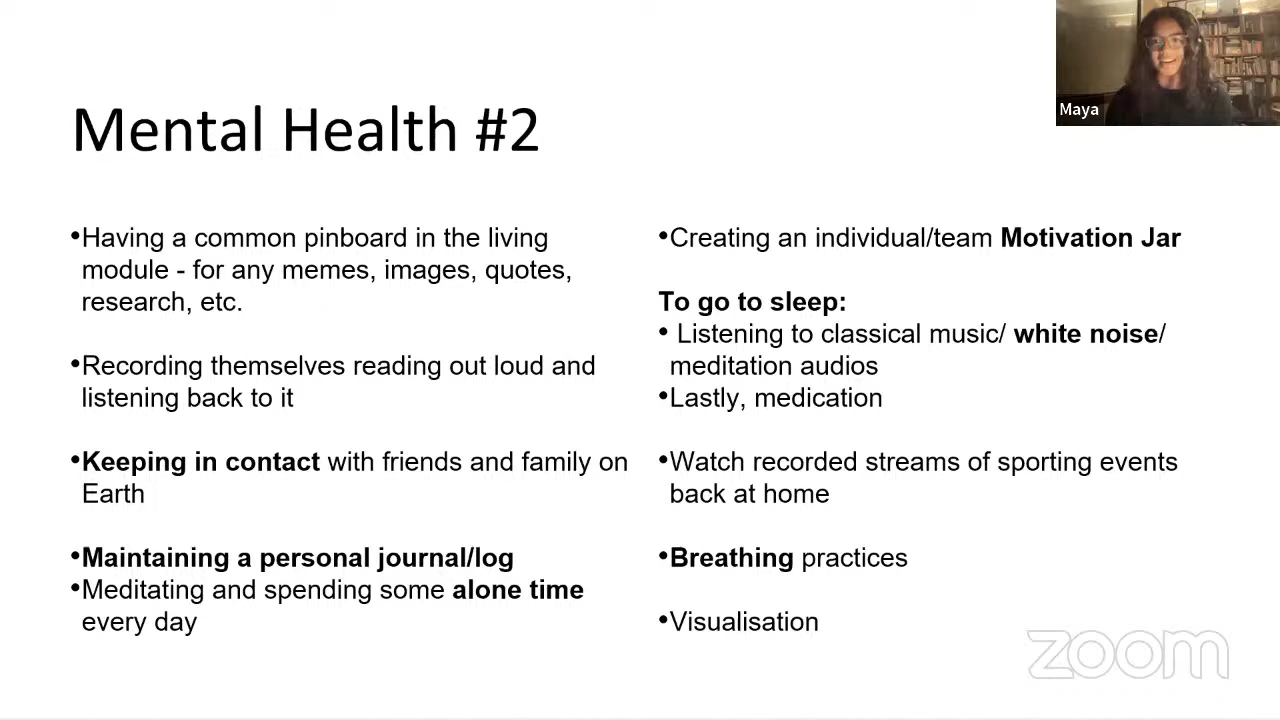 Maya
Mental Health #2
•Having a common pinboard in the living
module - for any memes, images, quotes,
research, etc.
•Recording themselves reading out loud and
listening back to it
•Keeping in contact with friends and family on
Earth
•Maintaining a personal journal/log
•Meditating and spending some alone time
every day
•Creating an individual/team Motivation Jar
To go to sleep:
• Listening to classical music/ white noise/
meditation audios
•Lastly, medication
•Watch recorded streams of sporting events
back at home
•Breathing practices
•Visualisation
zoom